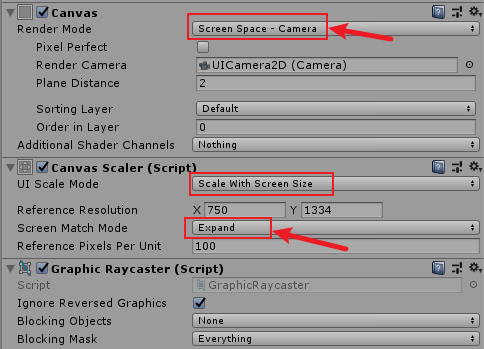 Canvas
Render Mode Screen Space - Camera
Pixel Perfect
Render Camera UICamera2D (Camera)
Plane Distance 2
Sorting Layer Default
Order in Layer 0
Additional Shader Channels Nothing
Canvas Scaler (Script)
UI Scale Mode Scale With Screen Size
Reference Resolution X 750 Y 1334
Screen Match Mode Expand
Reference Pixels Per Unit 100
Graphic Raycaster (Script)
Script GraphicRaycaster
Ignore Reversed Graphics
Blocking Objects None
Blocking Mask Everything